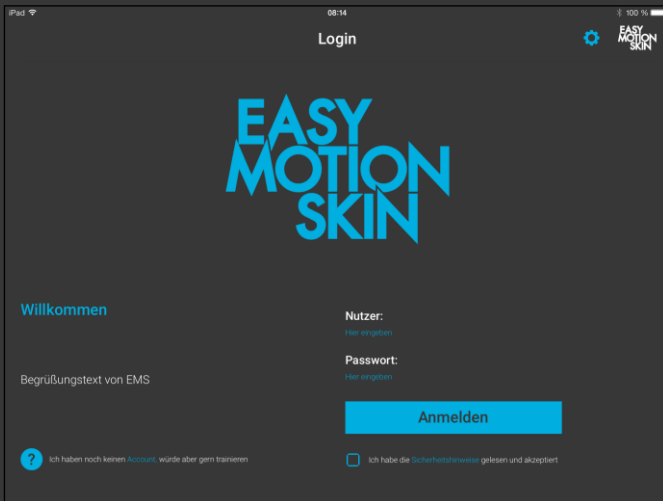 iPad
08:14
100 %
Login
EASY
MOTION
SKIN
EASY
MOTION
SKIN
Willkommen
Nutzer:
Hier eingeben
Passwort:
Hier eingeben
Begrüßungstext von EMS
Anmelden
Ich haben noch keinen Account, würde aber gern trainieren
Ich habe die Sicherheitshinweise gelesen und akzeptiert